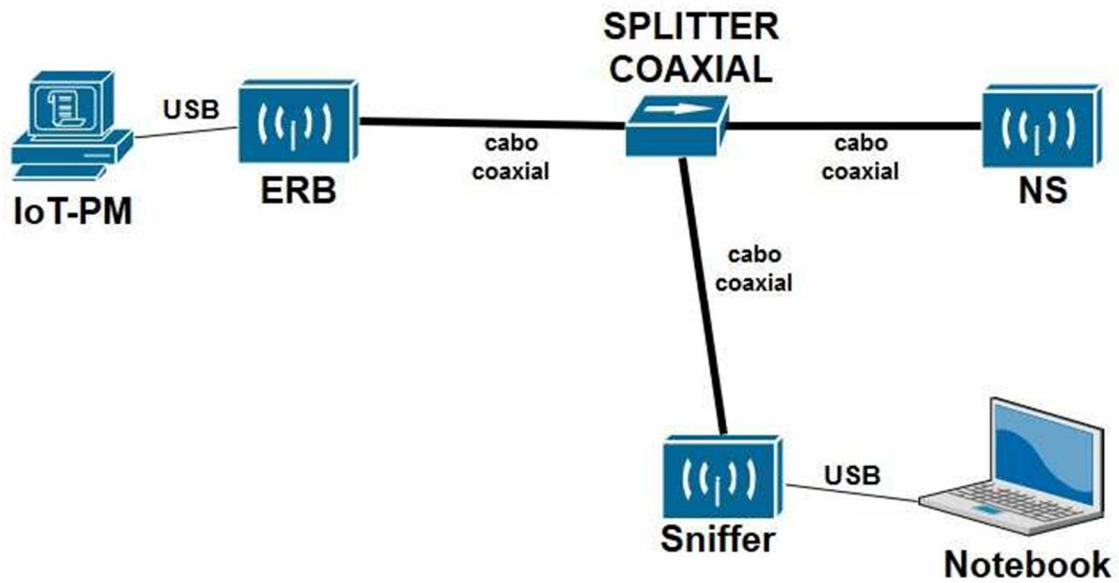 SPLITTER
COAXIAL
USB
cabo
coaxial
cabo
coaxial
IoT-PM
ERB
NS
cabo
coaxial
USB
Sniffer
Notebook